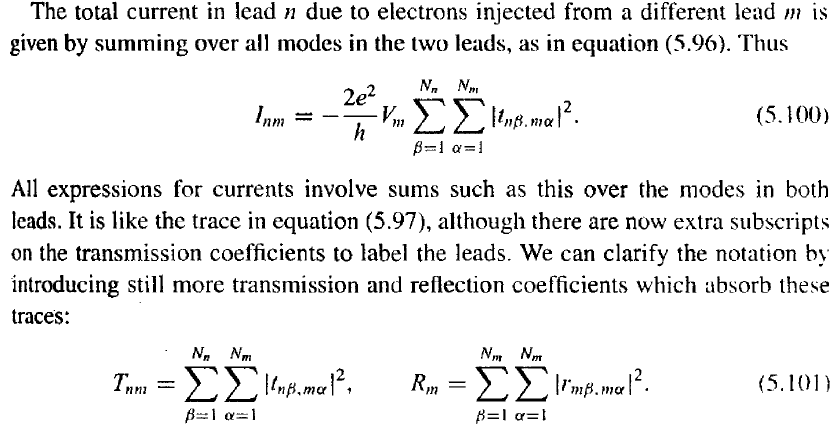 The total current in lead n due to electrons injected from a different lead m is
given by summing over all modes in the two leads, as in equation (5.96). Thus
I_{nm} = -\frac{2e^2}{h} V_m \sum_{\beta=1}^{N_n} \sum_{\alpha=1}^{N_m} |t_{n\beta,m\alpha}|^2. (5.100)
All expressions for currents involve sums such as this over the modes in both
leads. It is like the trace in equation (5.97), although there are now extra subscripts
on the transmission coefficients to label the leads. We can clarify the notation by
introducing still more transmission and reflection coefficients which absorb these
traces:
T_{nm} = \sum_{\beta=1}^{N_n} \sum_{\alpha=1}^{N_m} |t_{n\beta,m\alpha}|^2, R_m = \sum_{\beta=1}^{N_m} \sum_{\alpha=1}^{N_m} |r_{m\beta,m\alpha}|^2. (5.101)